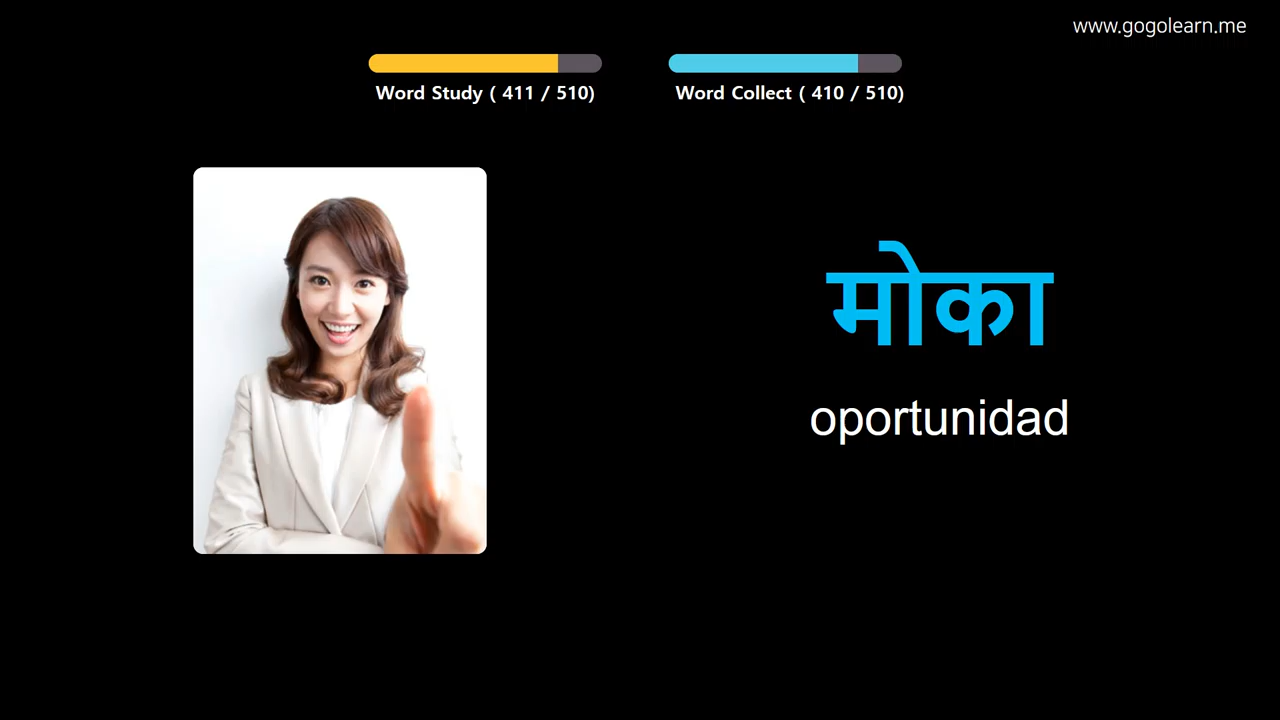 www.gogolearn.me
Word Study ( 411 / 510)
Word Collect ( 410 / 510)
मोका
oportunidad